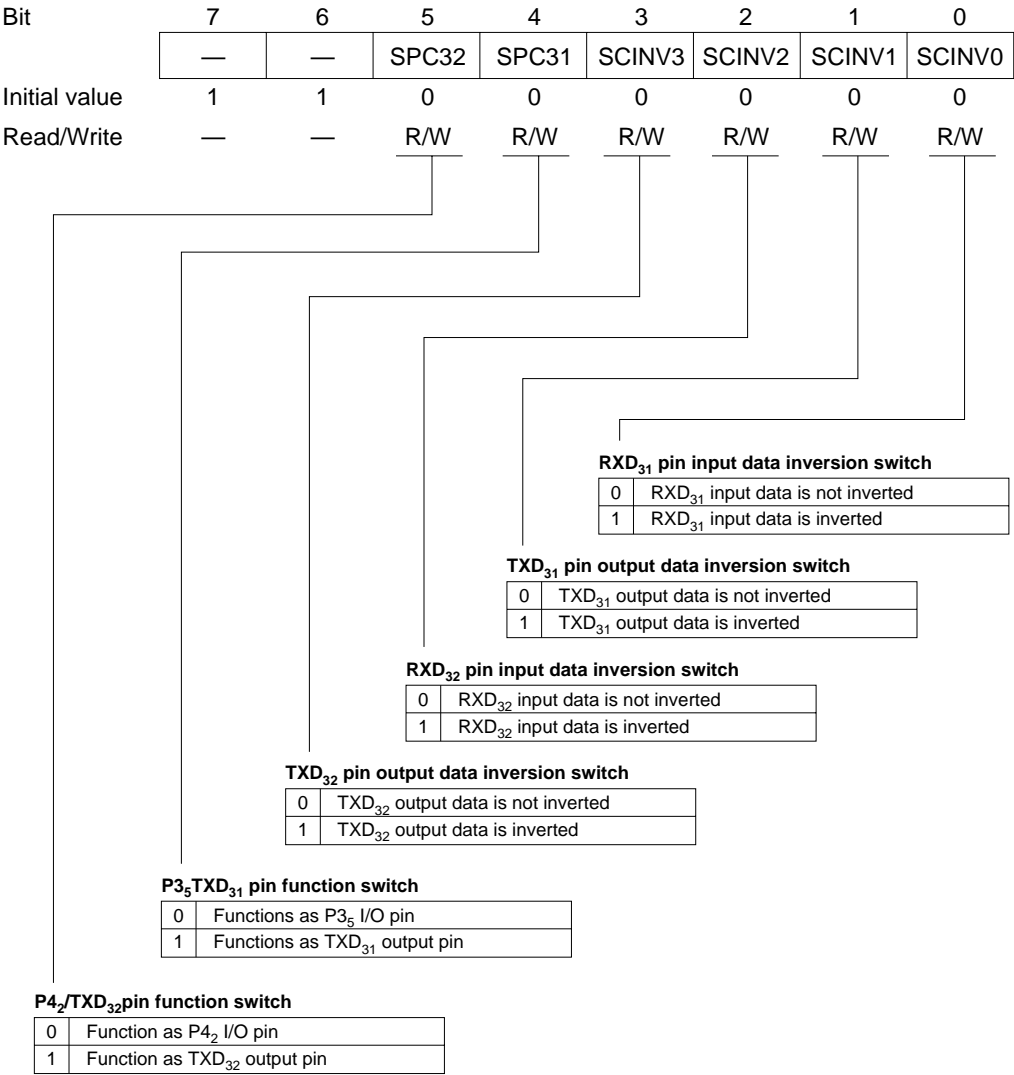 Bit 7 6 5 4 3 2 1 0
— — SPC32 SPC31 SCINV3 SCINV2 SCINV1 SCINV0
Initial value 1 1 0 0 0 0 0 0
Read/Write — — R/W R/W R/W R/W R/W R/W
RXD31 pin input data inversion switch
0 RXD31 input data is not inverted
1 RXD31 input data is inverted
TXD31 pin output data inversion switch
0 TXD31 output data is not inverted
1 TXD31 output data is inverted
RXD32 pin input data inversion switch
0 RXD32 input data is not inverted
1 RXD32 input data is inverted
TXD32 pin output data inversion switch
0 TXD32 output data is not inverted
1 TXD32 output data is inverted
P35TXD31 pin function switch
0 Functions as P35 I/O pin
1 Functions as TXD31 output pin
P42/TXD32pin function switch
0 Function as P42 I/O pin
1 Function as TXD32 output pin